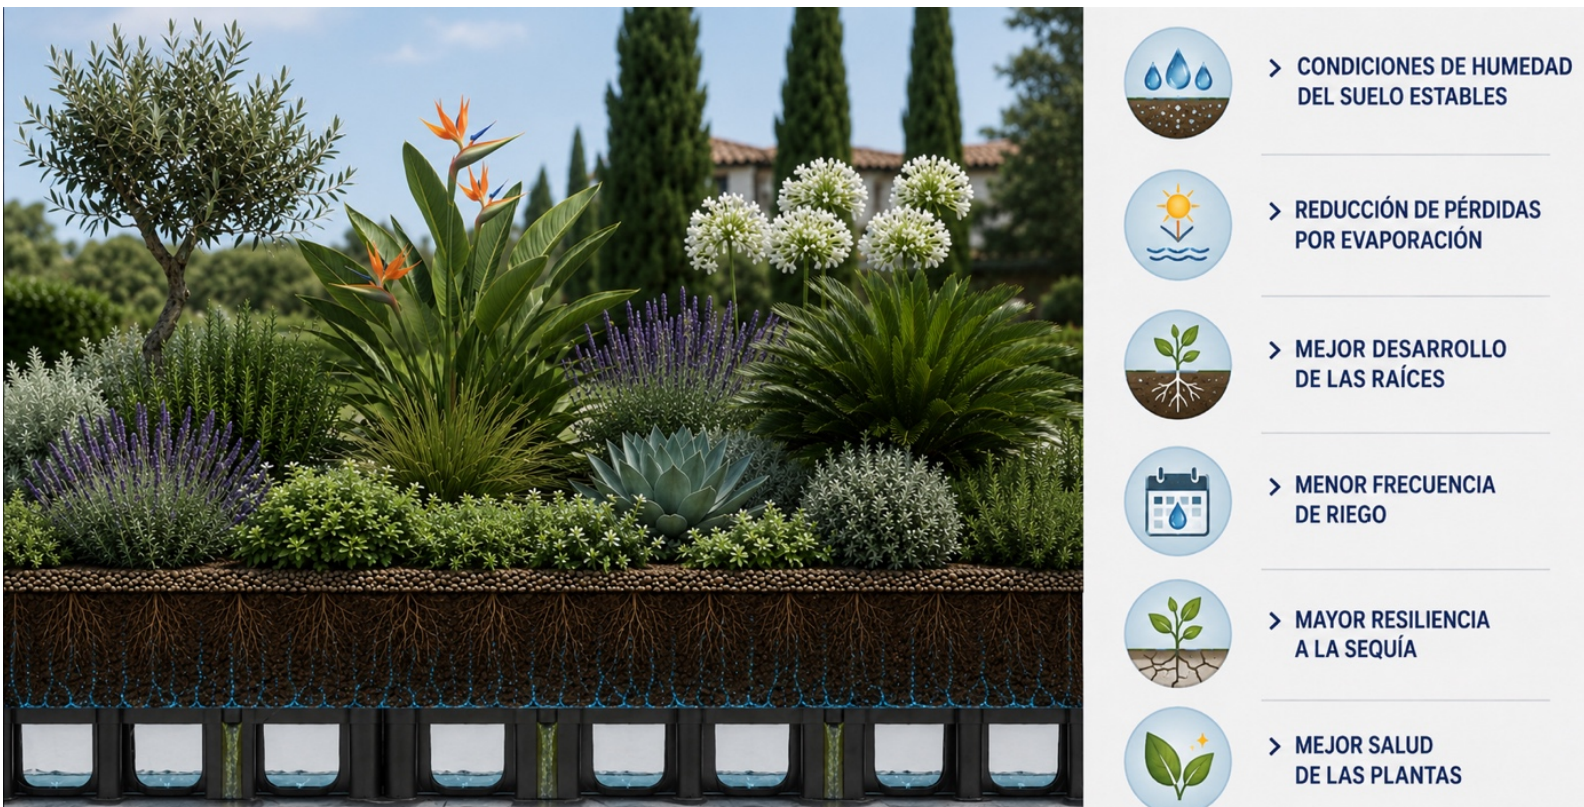 CONDICIONES DE HUMEDAD
DEL SUELO ESTABLES
REDUCCIÓN DE PÉRDIDAS
POR EVAPORACIÓN
MEJOR DESARROLLO
DE LAS RAÍCES
MENOR FRECUENCIA
DE RIEGO
MAYOR RESILIENCIA
A LA SEQUÍA
MEJOR SALUD
DE LAS PLANTAS